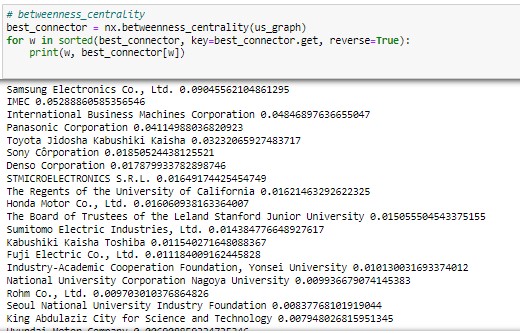 # betweenness_centrality
best_connector = nx.betweenness_centrality(us_graph)
for w in sorted(best_connector, key=best_connector.get, reverse=True):
    print(w, best_connector[w])
Samsung Electronics Co., Ltd. 0.09045562104861295
IMEC 0.05288860585356546
International Business Machines Corporation 0.04846897636655047
Panasonic Corporation 0.04114988036820923
Toyota Jidosha Kabushiki Kaisha 0.03232065927483717
Sony Corporation 0.01850524438125521
Denso Corporation 0.017879933782898746
STMICROELECTRONICS S.R.L. 0.01649174425454749
The Regents of the University of California 0.01621463292622325
Honda Motor Co., Ltd. 0.016060938163364007
The Board of Trustees of the Leland Stanford Junior University 0.015055504543375155
Sumitomo Electric Industries, Ltd. 0.014384776648927617
Kabushiki Kaisha Toshiba 0.011540271648088367
Fuji Electric Co., Ltd. 0.011184009162445828
Industry-Academic Cooperation Foundation, Yonsei University 0.010130031693374012
National University Corporation Nagoya University 0.009936679074145383
Rohm Co., Ltd. 0.009703010376864826
Seoul National University Industry Foundation 0.00837768101919044
King Abdulaziz City for Science and Technology 0.007948026815951345
Hyundai Motor Company